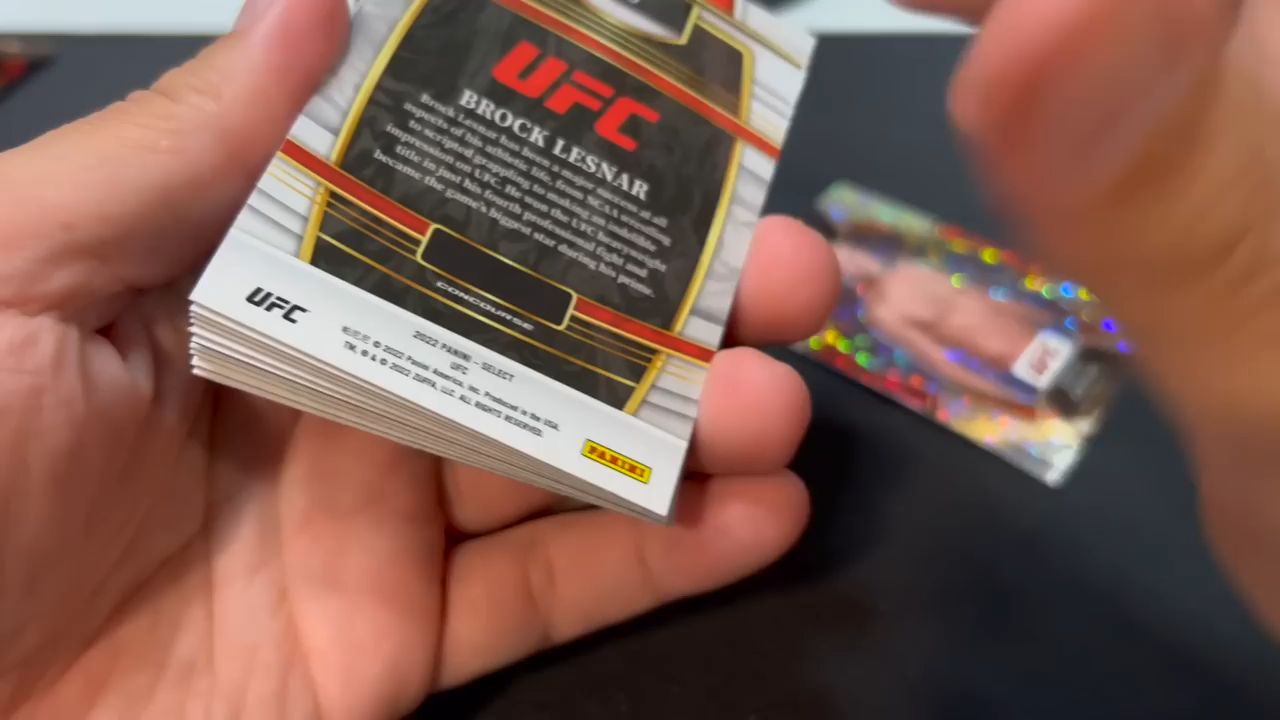 UFC
BROCK LESNAR
Brock Lesnar has been a major success at all
aspects of his athletic life, from NCAA wrestling
to scripted grappling to making an indelible
impression on UFC. He won the UFC heavyweight
title in just his fourth professional fight and
became the game's biggest star during his prime.
CONCOURSE
UFC
2022 PANINI – SELECT
UFC
© 2022 Panini America, Inc. Produced in the USA.
TM, ® & © 2022 ZUFFA, LLC. ALL RIGHTS RESERVED.
PANINI
UFC